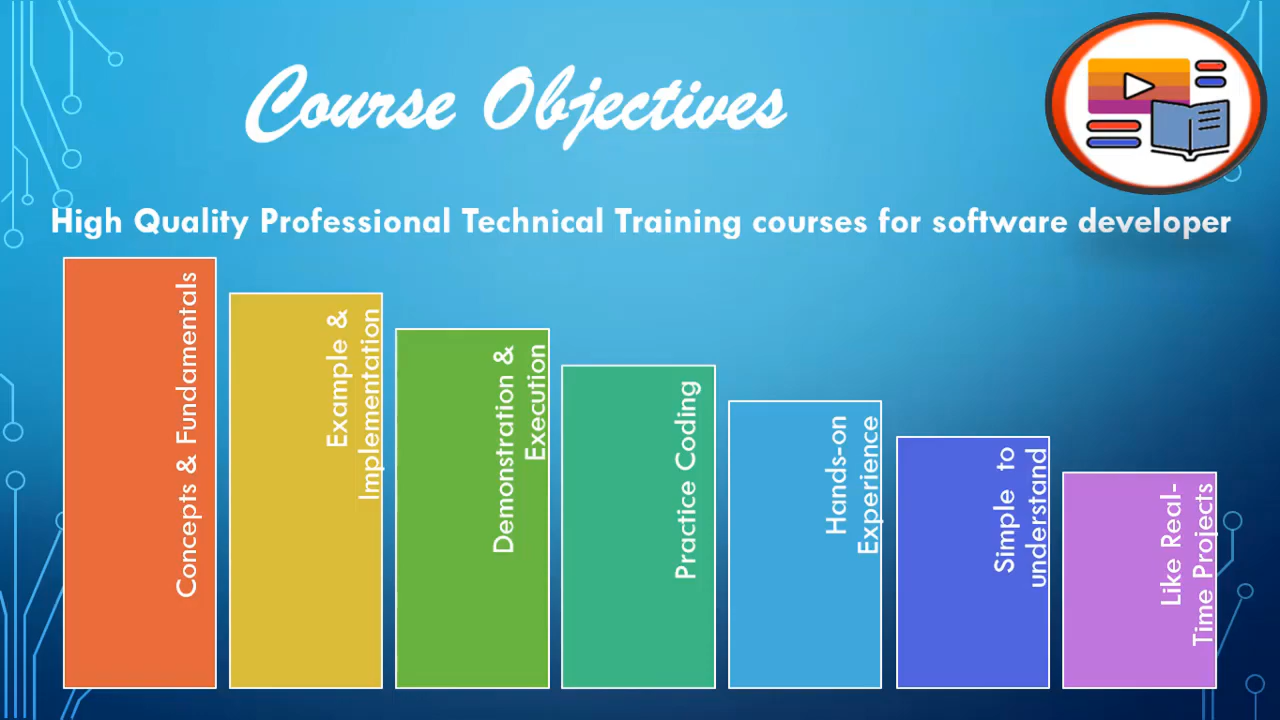 Course Objectives
High Quality Professional Technical Training courses for software developer
Concepts & Fundamentals
Example &
Implementation
Demonstration &
Execution
Practice Coding
Hands-on
Experience
Simple to
understand
Like Real-
Time Projects